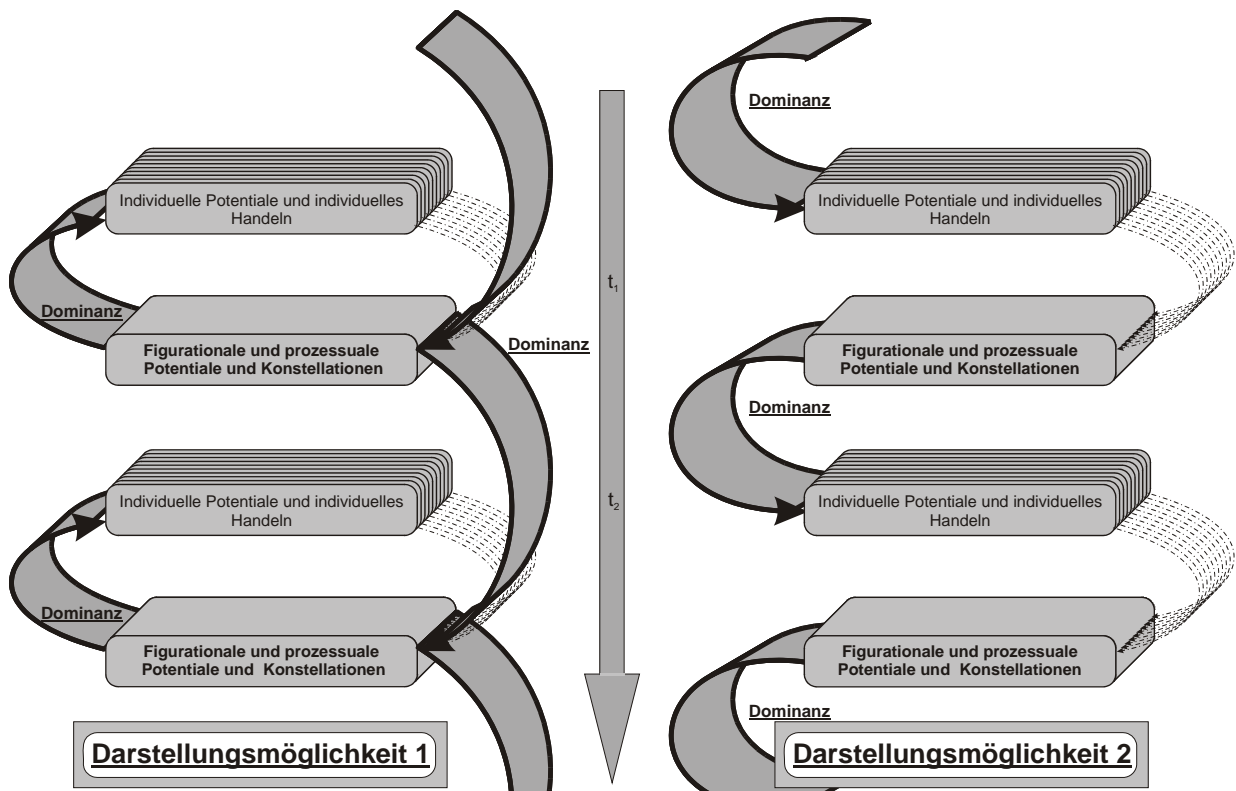 Dominanz
Individuelle Potentiale und individuelles
Handeln
Dominanz
Figurationale und prozessuale
Potentiale und Konstellationen
Dominanz
Individuelle Potentiale und individuelles
Handeln
Dominanz
Figurationale und prozessuale
Potentiale und Konstellationen
Darstellungsmöglichkeit 1
t₁
t₂
Individuelle Potentiale und individuelles
Handeln
Figurationale und prozessuale
Potentiale und Konstellationen
Dominanz
Individuelle Potentiale und individuelles
Handeln
Figurationale und prozessuale
Potentiale und Konstellationen
Dominanz
Darstellungsmöglichkeit 2